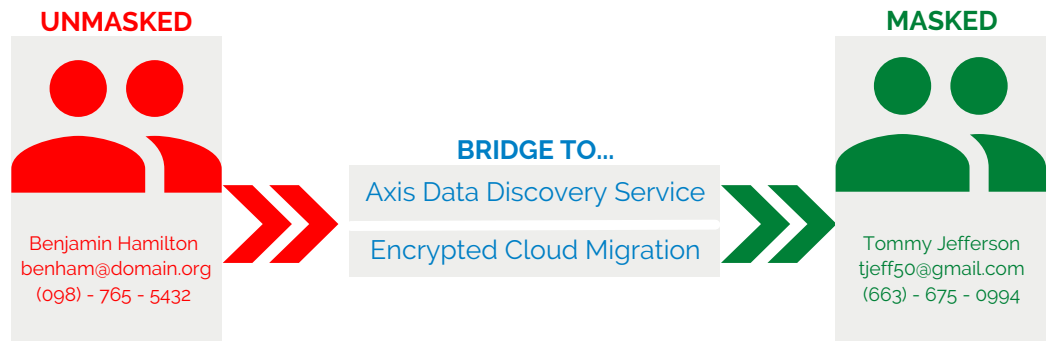 UNMASKED
Benjamin Hamilton
benham@domain.org
(098) - 765 - 5432
BRIDGE TO...
Axis Data Discovery Service
Encrypted Cloud Migration
MASKED
Tommy Jefferson
tjeff50@gmail.com
(663) - 675 - 0994